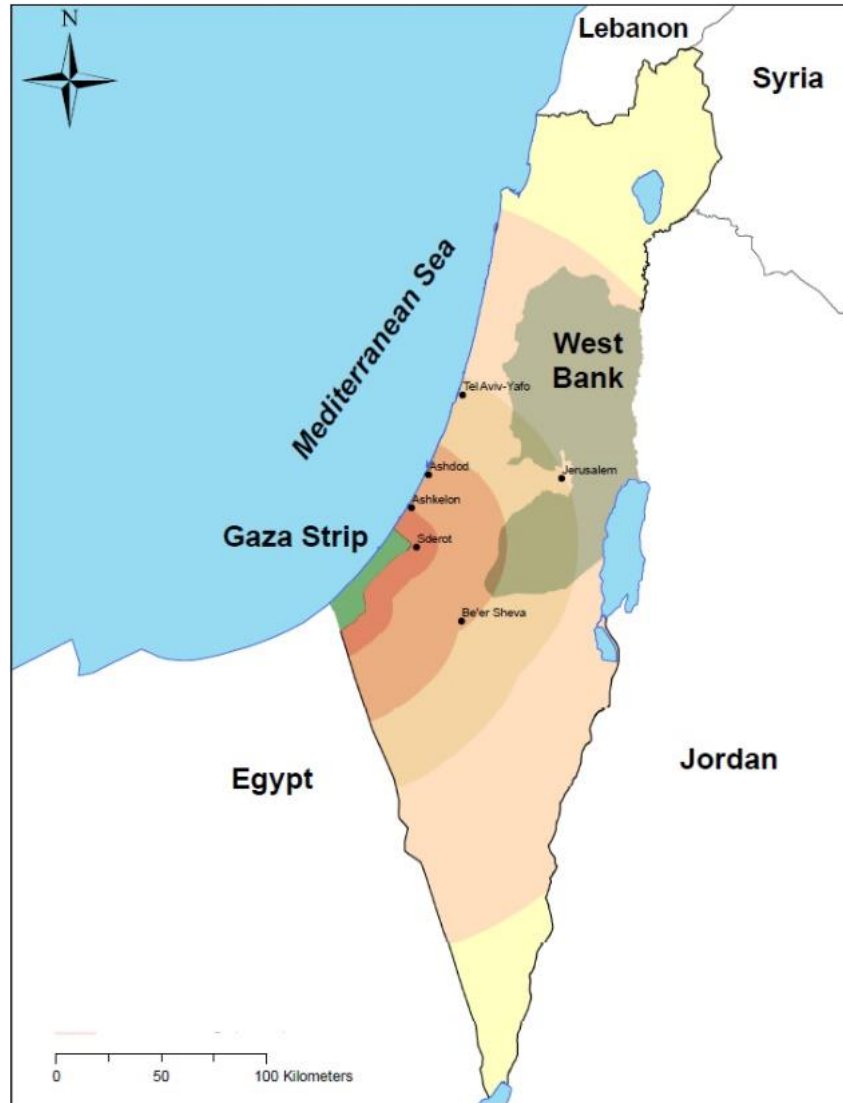 N
Lebanon
Syria
Mediterranean Sea
West
Bank
Tel Aviv-Yafo
Ashdod
Jerusalem
Ashkelon
Gaza Strip
Sderot
Be'er Sheva
Egypt
Jordan
0 50 100 Kilometers